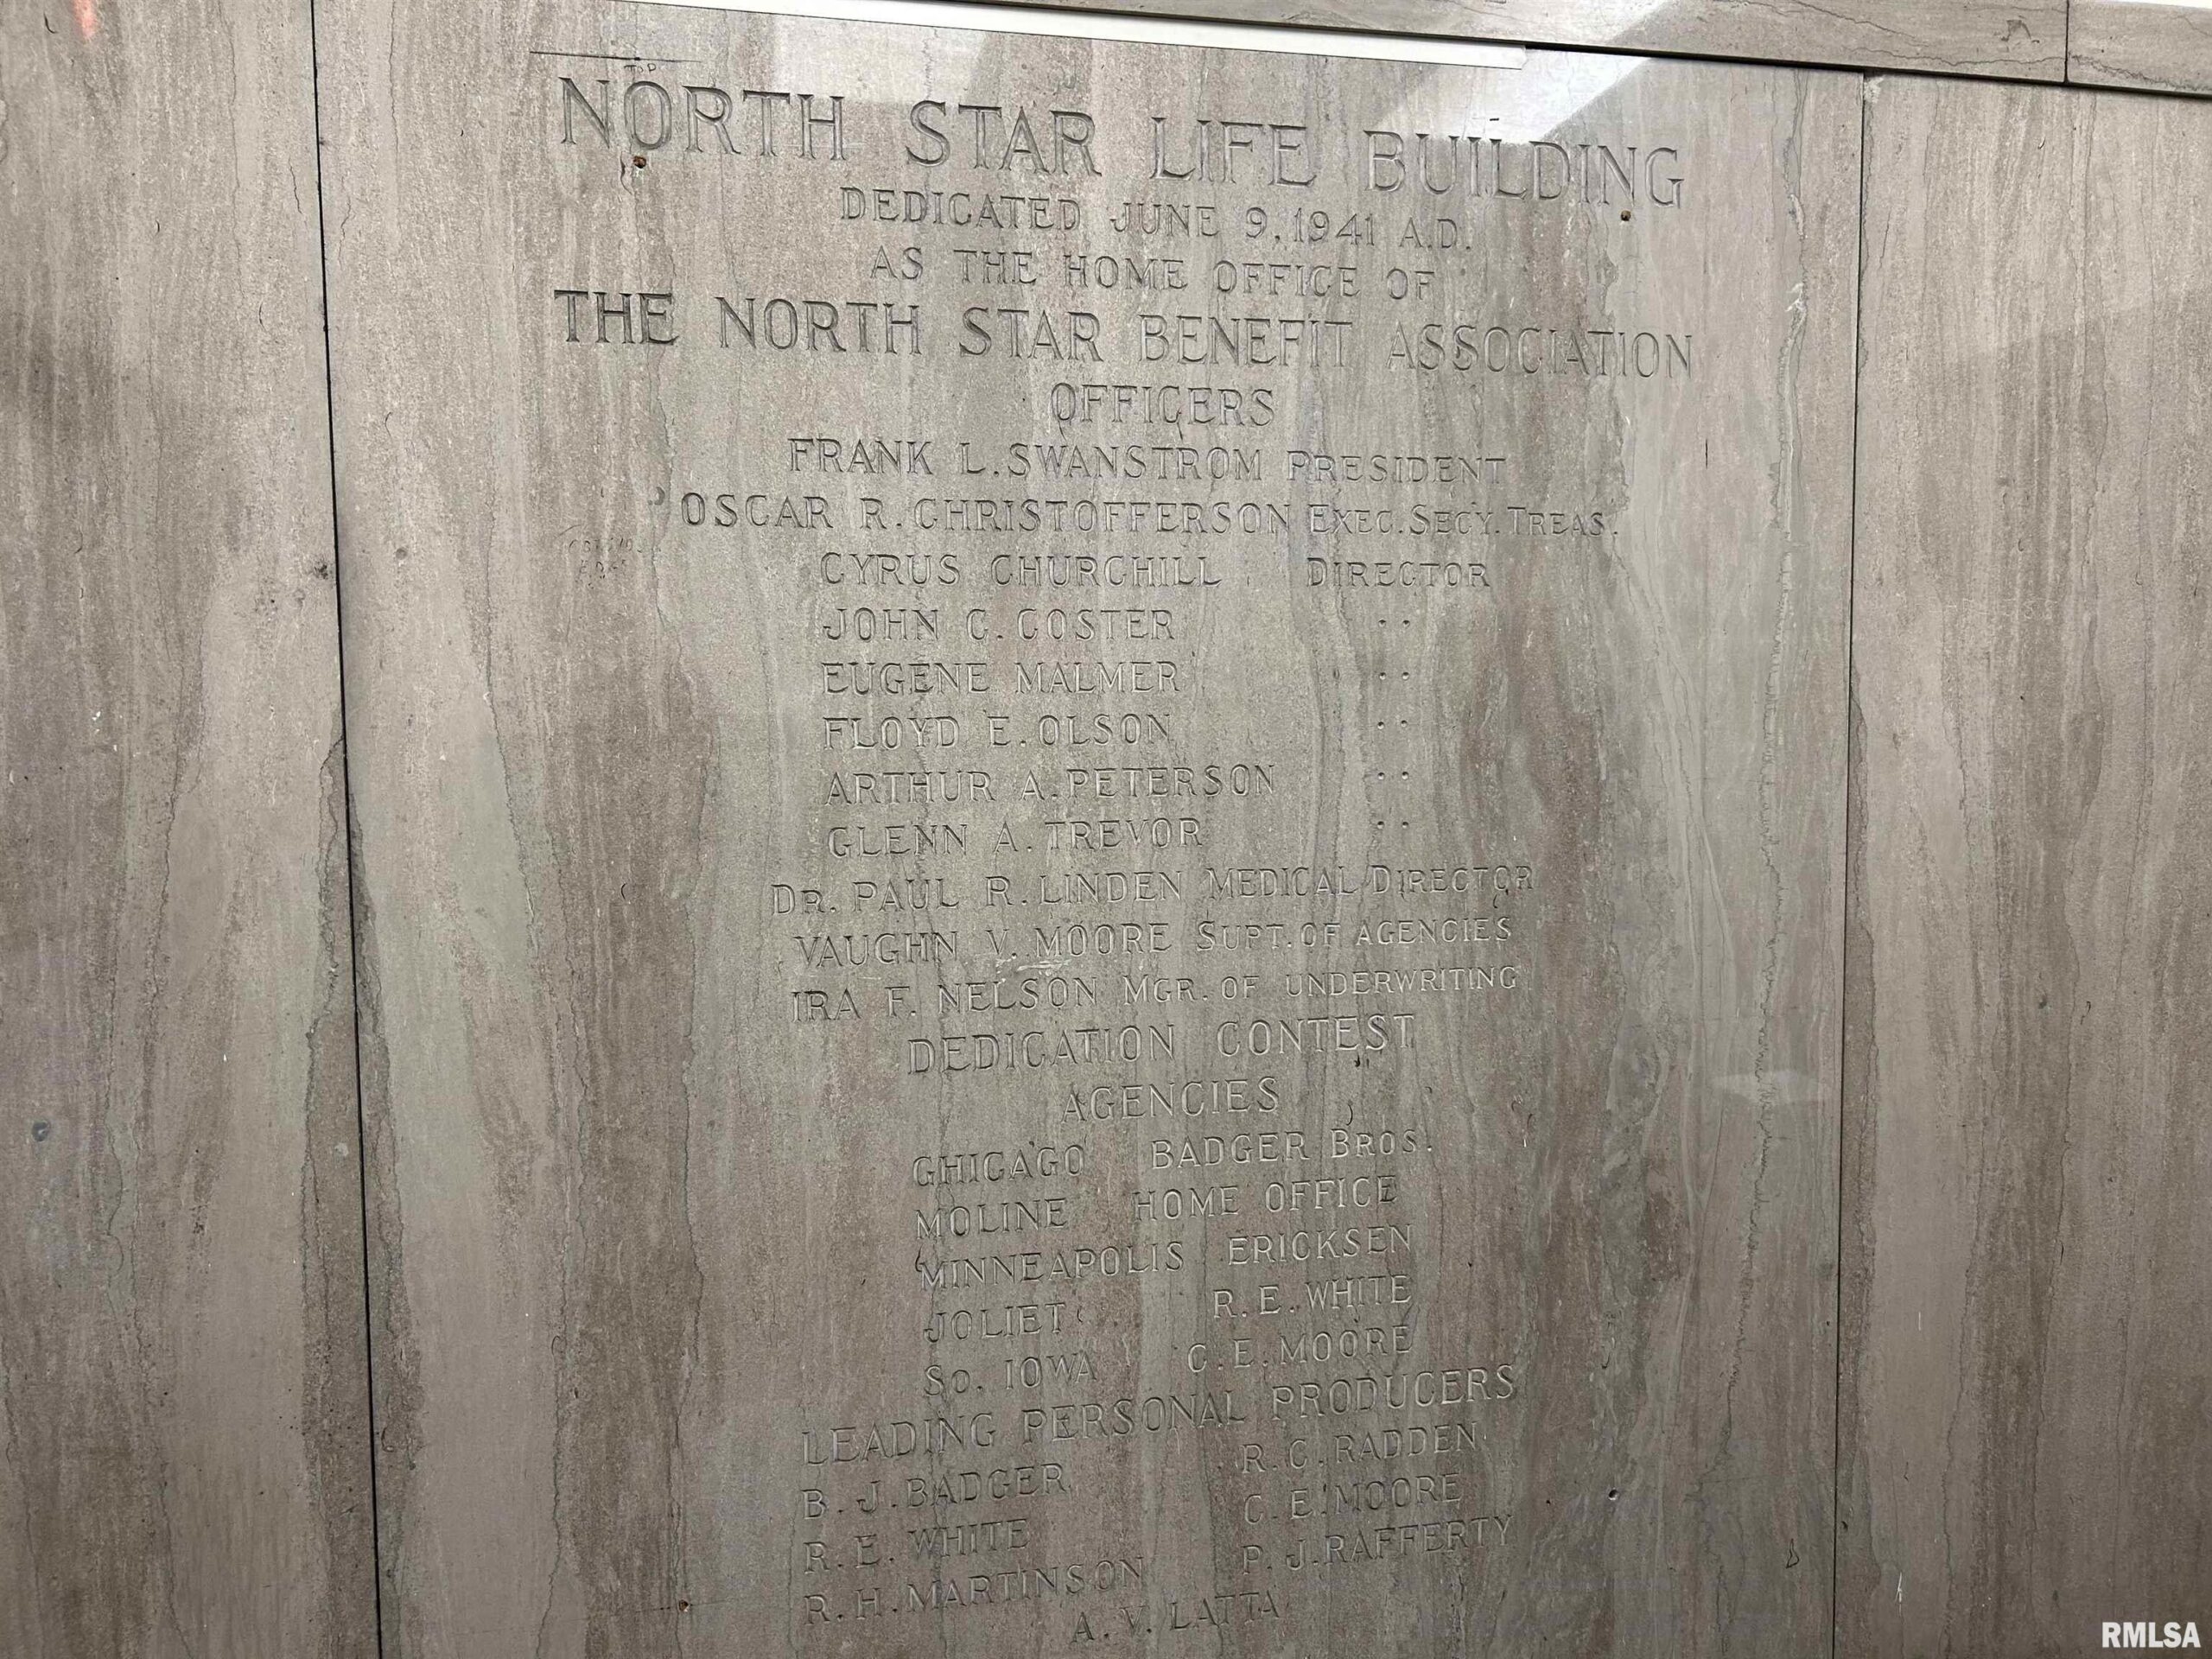 TOP
NORTH STAR LIFE BUILDING
DEDICATED JUNE 9, 1941 A.D.
AS THE HOME OFFICE OF
THE NORTH STAR BENEFIT ASSOCIATION
OFFICERS
FRANK L. SWANSTROM PRESIDENT
OSCAR R. CHRISTOFFERSON EXEC. SECY. TREAS.
CYRUS CHURCHILL DIRECTOR
JOHN C. COSTER ..
EUGENE MALMER ..
FLOYD E. OLSON ..
ARTHUR A. PETERSON ..
GLENN A. TREVOR ..
DR. PAUL R. LINDEN MEDICAL DIRECTOR
VAUGHN V. MOORE SUPT. OF AGENCIES
IRA F. NELSON MGR. OF UNDERWRITING
DEDICATION CONTEST
AGENCIES
CHICAGO BADGER BROS.
MOLINE HOME OFFICE
MINNEAPOLIS ERICKSEN
JOLIET R. E. WHITE
SO. IOWA C. E. MOORE
LEADING PERSONAL PRODUCERS
B. J. BADGER R. C. RADDEN
R. E. WHITE C. E. MOORE
R. H. MARTINSON P. J. RAFFERTY
A. V. LATTA
RMLSA